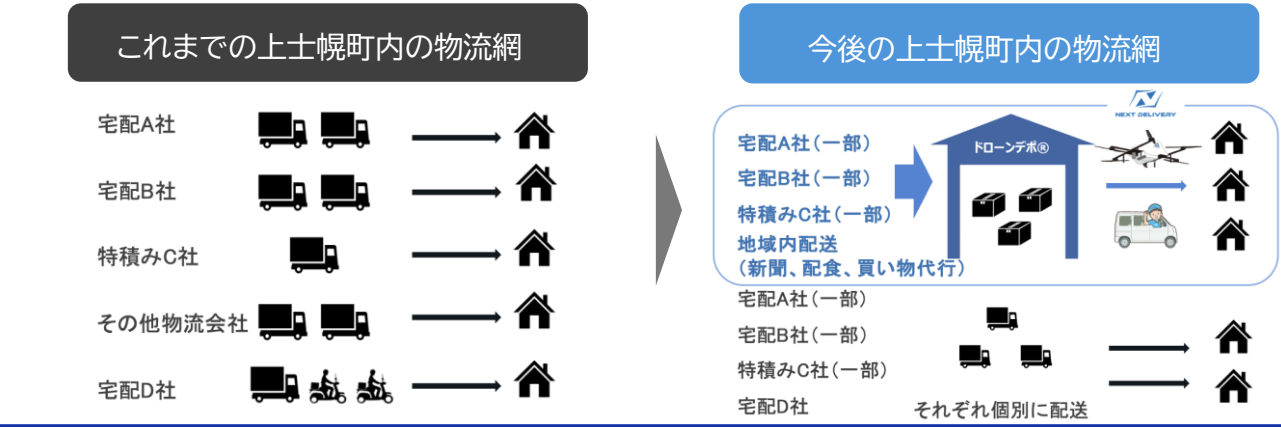 これまでの上士幌町内の物流網
宅配A社
宅配B社
特積みC社
その他物流会社
宅配D社
今後の上士幌町内の物流網
NEXT DELIVERY
宅配A社(一部)
宅配B社(一部)
特積みC社(一部)
地域内配送
(新聞、配食、買い物代行)
ドローンデポ®
宅配A社(一部)
宅配B社(一部)
特積みC社(一部)
宅配D社
それぞれ個別に配送